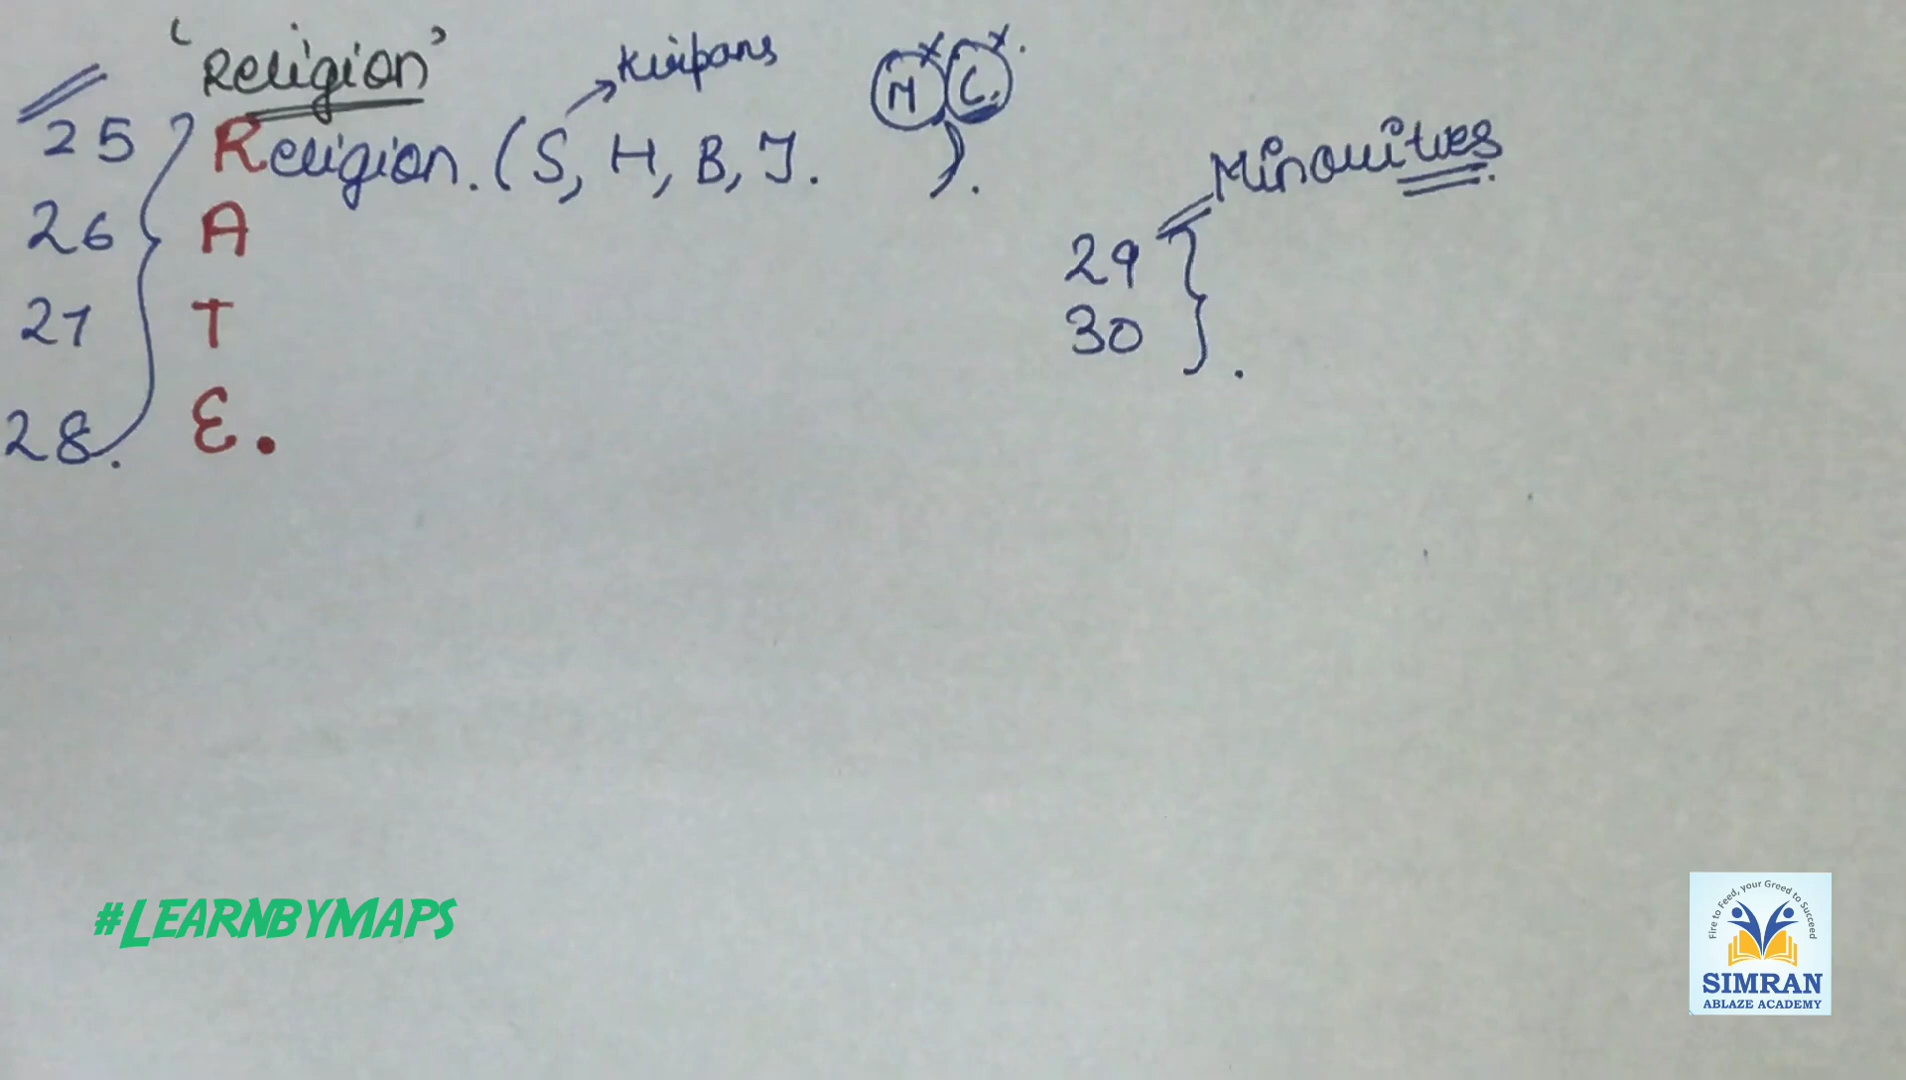 'Religion'
Kirpans
M C.
25 Religion. (S, H, B, J. ).
26 A
27 T
28. E.
Minorities
29
30
#LEARNBYMAPS
Fire to Feed, your Greed to Succeed
SIMRAN
ABLAZE ACADEMY